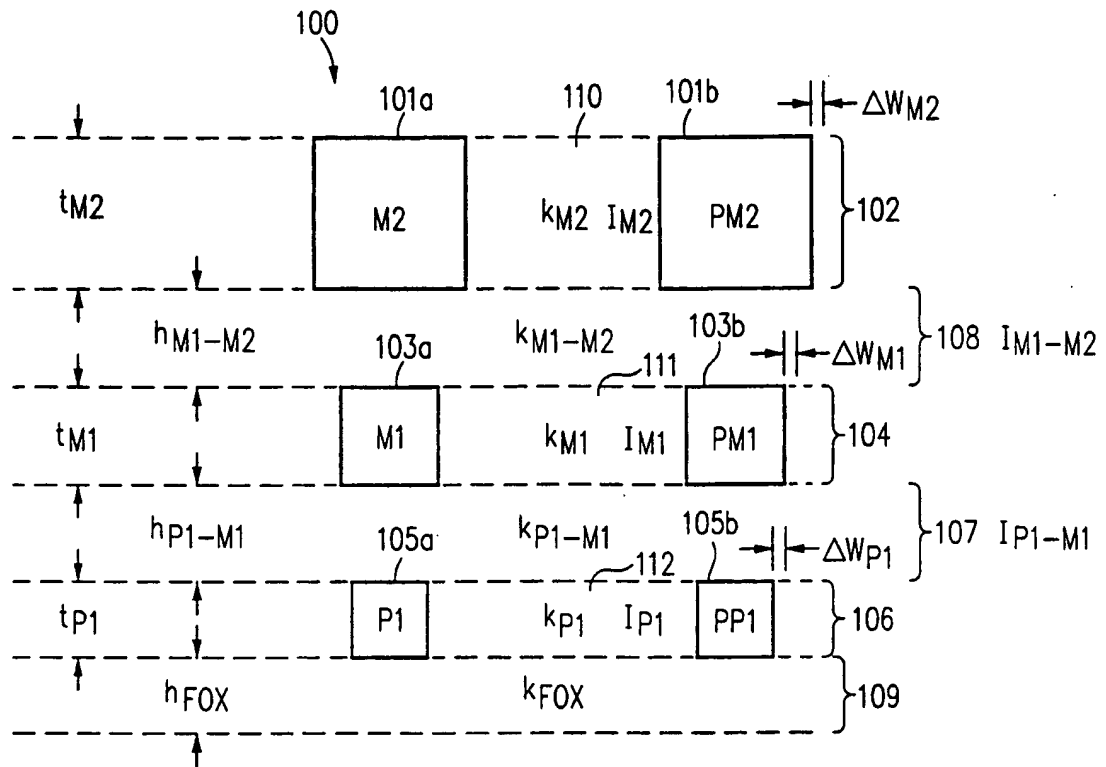 100
101a 110 101b ΔWM2
tM2 M2 kM2 IM2 PM2 102
hM1-M2 103a kM1-M2 103b 108 IM1-M2
ΔWM1
111
tM1 M1 kM1 IM1 PM1 104
hP1-M1 105a kP1-M1 105b 107 IP1-M1
ΔWP1
112
tP1 P1 kP1 IP1 PP1 106
hFOX kFOX 109